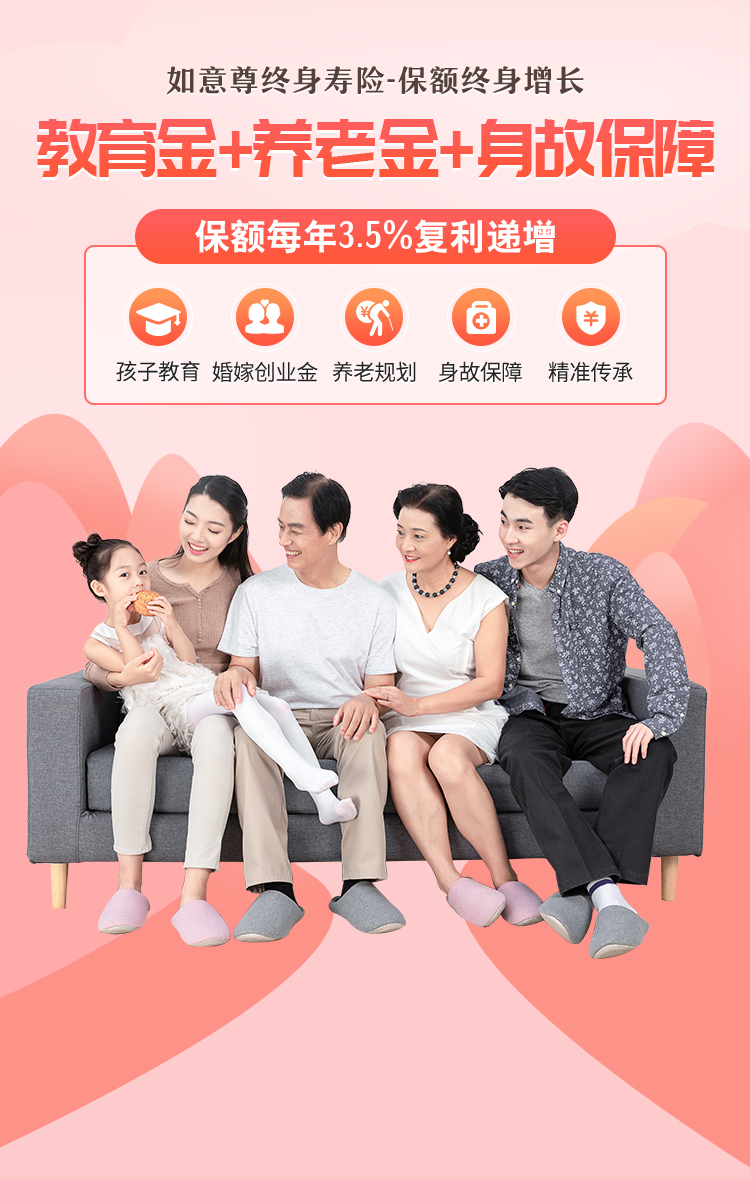 如意尊终身寿险-保额终身增长
教育金+养老金+身故保障
保额每年3.5%复利递增
¥ ¥
孩子教育 婚嫁创业金 养老规划 身故保障 精准传承